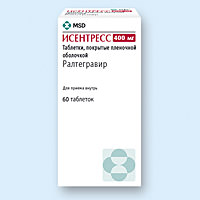 MSD
ИСЕНТРЕСС 400 мг
Таблетки, покрытые пленочной
оболочкой
Ралтегравир
Для приема внутрь
60 таблеток